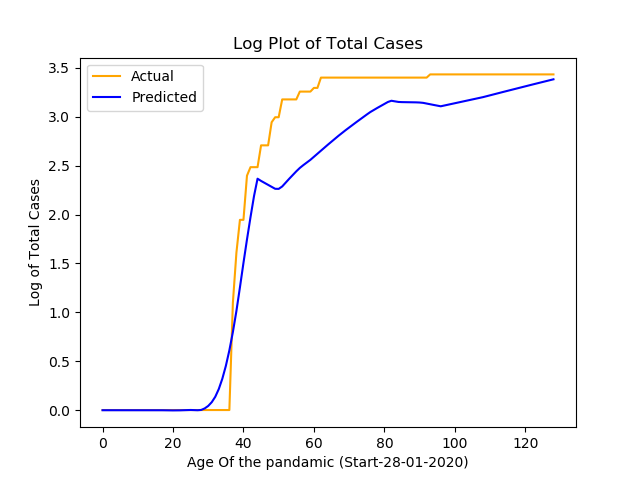 Log Plot of Total Cases
Actual
Predicted
3.5
3.0
2.5
2.0
1.5
1.0
0.5
0.0
Log of Total Cases
0 20 40 60 80 100 120
Age Of the pandamic (Start-28-01-2020)